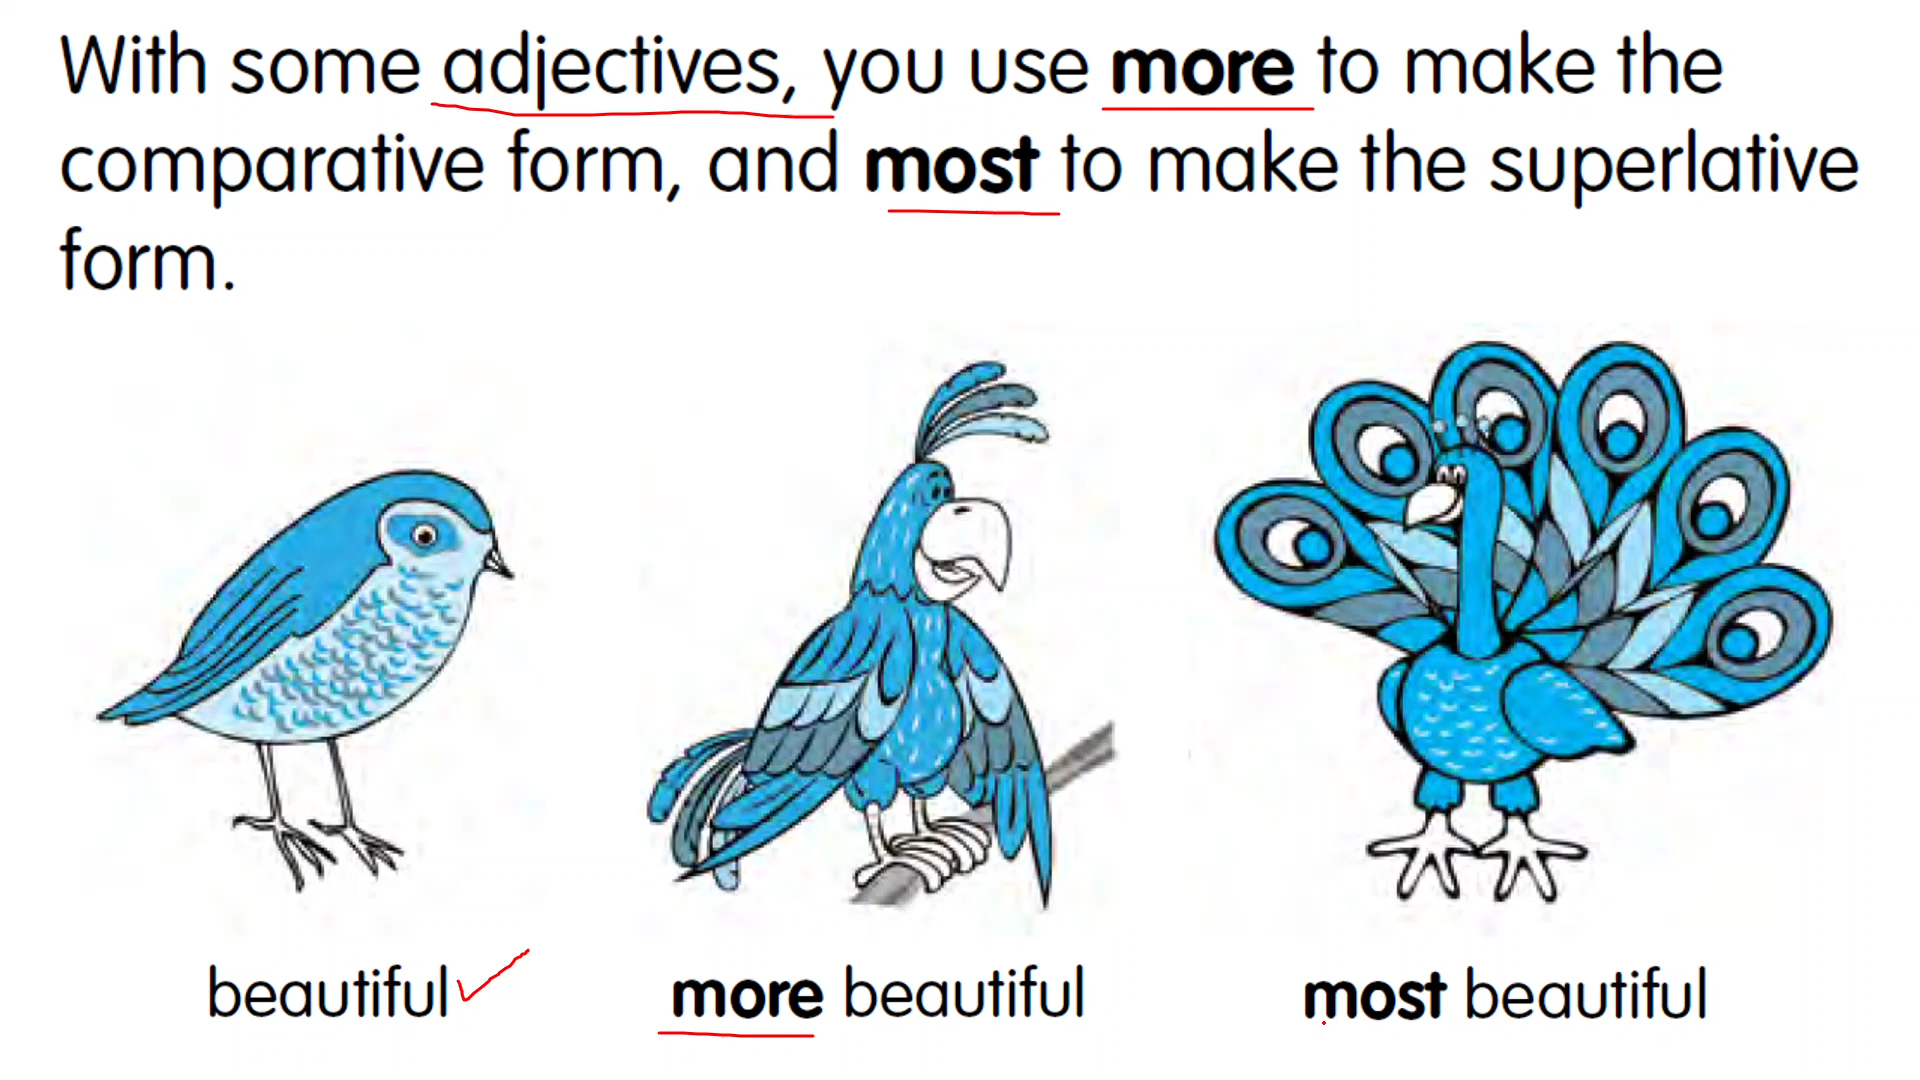 With some adjectives, you use more to make the
comparative form, and most to make the superlative
form.
beautiful
more beautiful
most beautiful